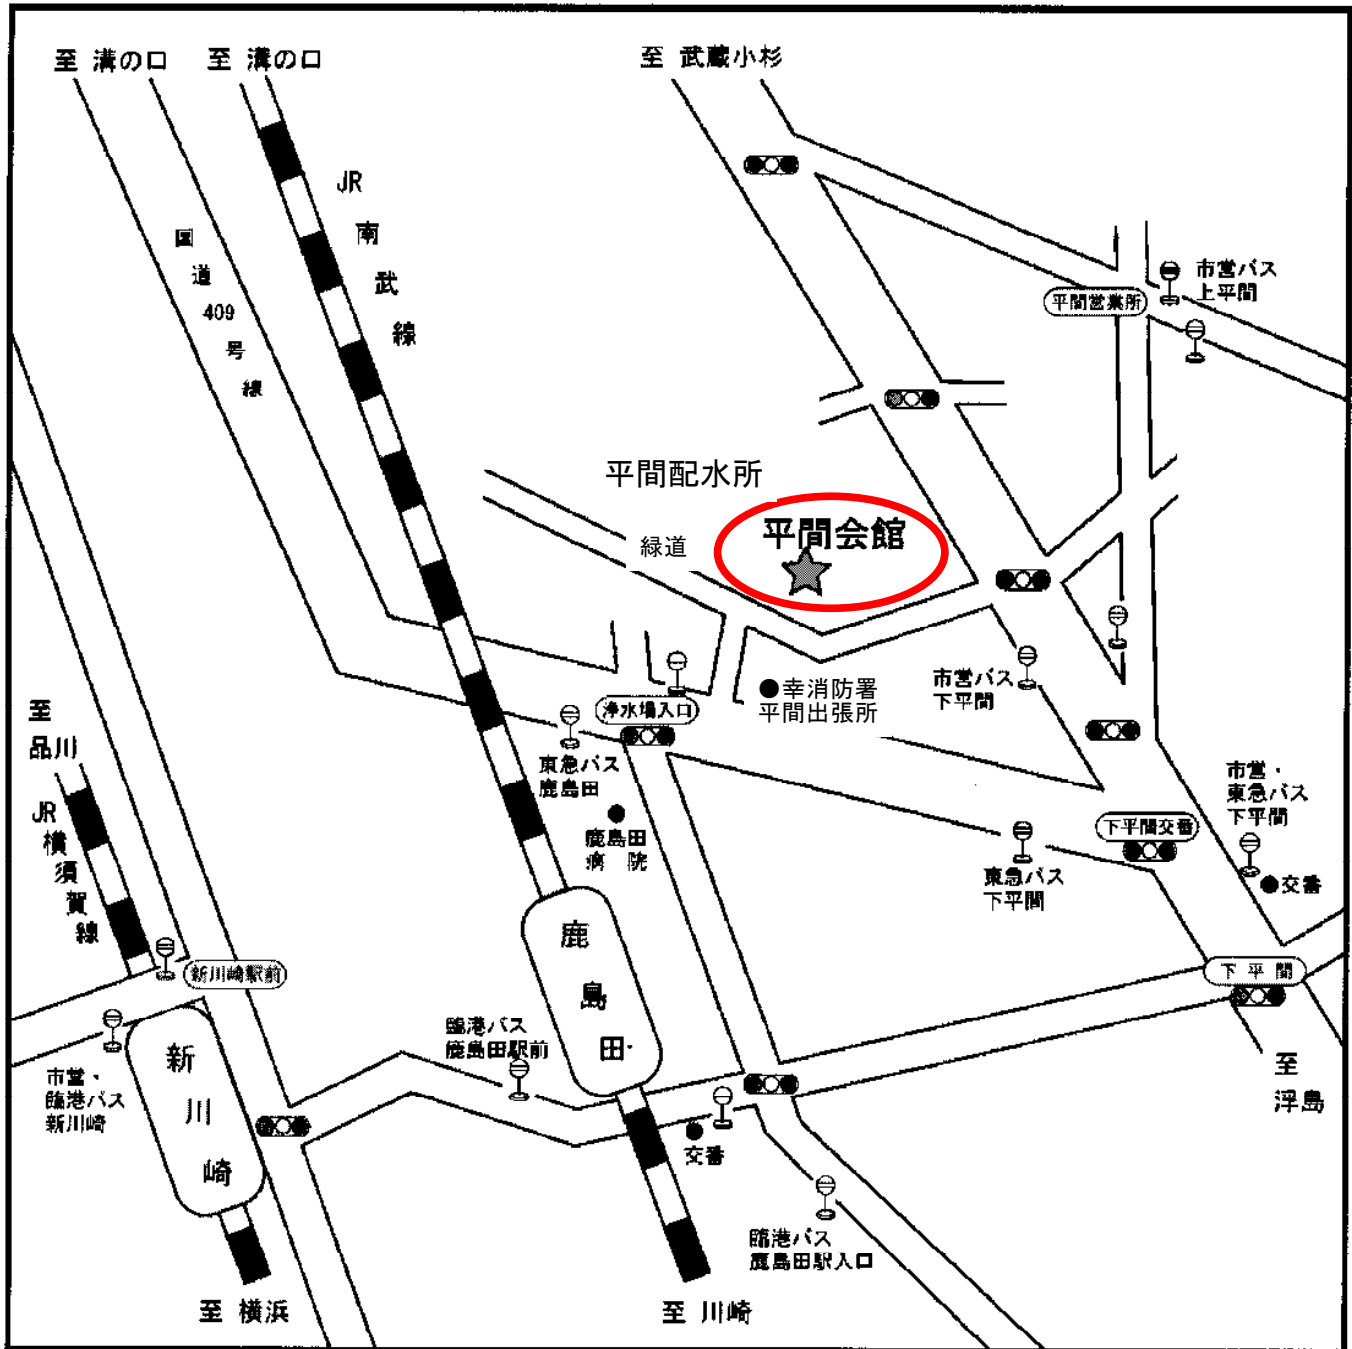 至 溝の口
至 溝の口
至 武蔵小杉
JR南武線
国道409号線
市営バス
上平間
平間営業所
平間配水所
平間会館
緑道
市営バス
下平間
●幸消防署
平間出張所
浄水場入口
至
品川
JR横須賀線
東急バス
鹿島田
鹿島田
病院
市営・
東急バス
下平間
下平間交番
東急バス
下平間
交番
新川崎駅前
鹿島田
下平間
臨港バス
鹿島田駅前
市営・
臨港バス
新川崎
新川崎
至
浮島
交番
臨港バス
鹿島田駅入口
至 横浜
至 川崎